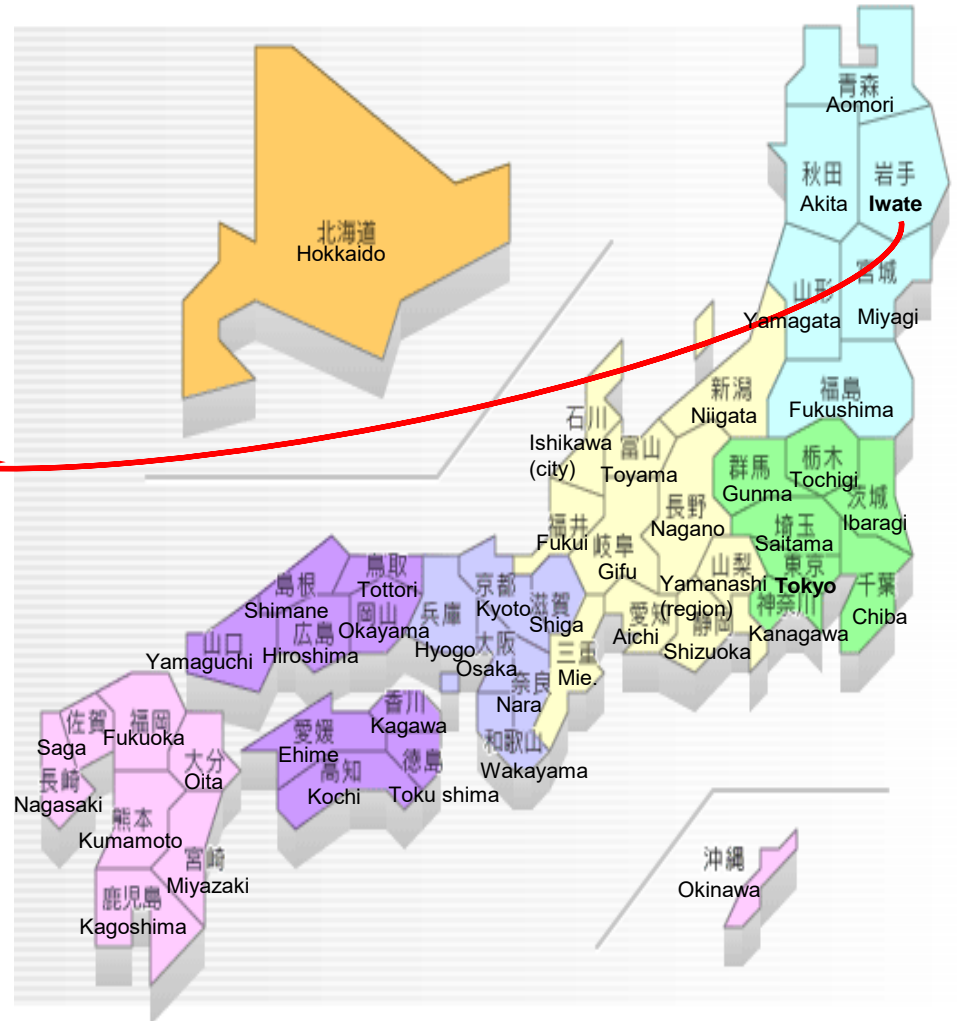 青森
Aomori
秋田
Akita
岩手
Iwate
北海道
Hokkaido
山形
Yamagata
宮城
Miyagi
新潟
Niigata
福島
Fukushima
石川
Ishikawa
(city)
富山
Toyama
群馬
Gunma
栃木
Tochigi
茨城
Ibaragi
長野
Nagano
福井
Fukui
埼玉
Saitama
岐阜
Gifu
山梨
Yamanashi
(region)
東京
Tokyo
神奈川
Kanagawa
千葉
Chiba
愛知
Aichi
静岡
Shizuoka
島根
Shimane
鳥取
Tottori
岡山
Okayama
広島
Hiroshima
山口
Yamaguchi
兵庫
Hyogo
京都
Kyoto
滋賀
Shiga
大阪
Osaka
三重
Mie.
奈良
Nara
和歌山
Wakayama
香川
Kagawa
愛媛
Ehime
高知
Kochi
徳島
Toku shima
佐賀
Saga
福岡
Fukuoka
大分
Oita
長崎
Nagasaki
熊本
Kumamoto
宮崎
Miyazaki
鹿児島
Kagoshima
沖縄
Okinawa